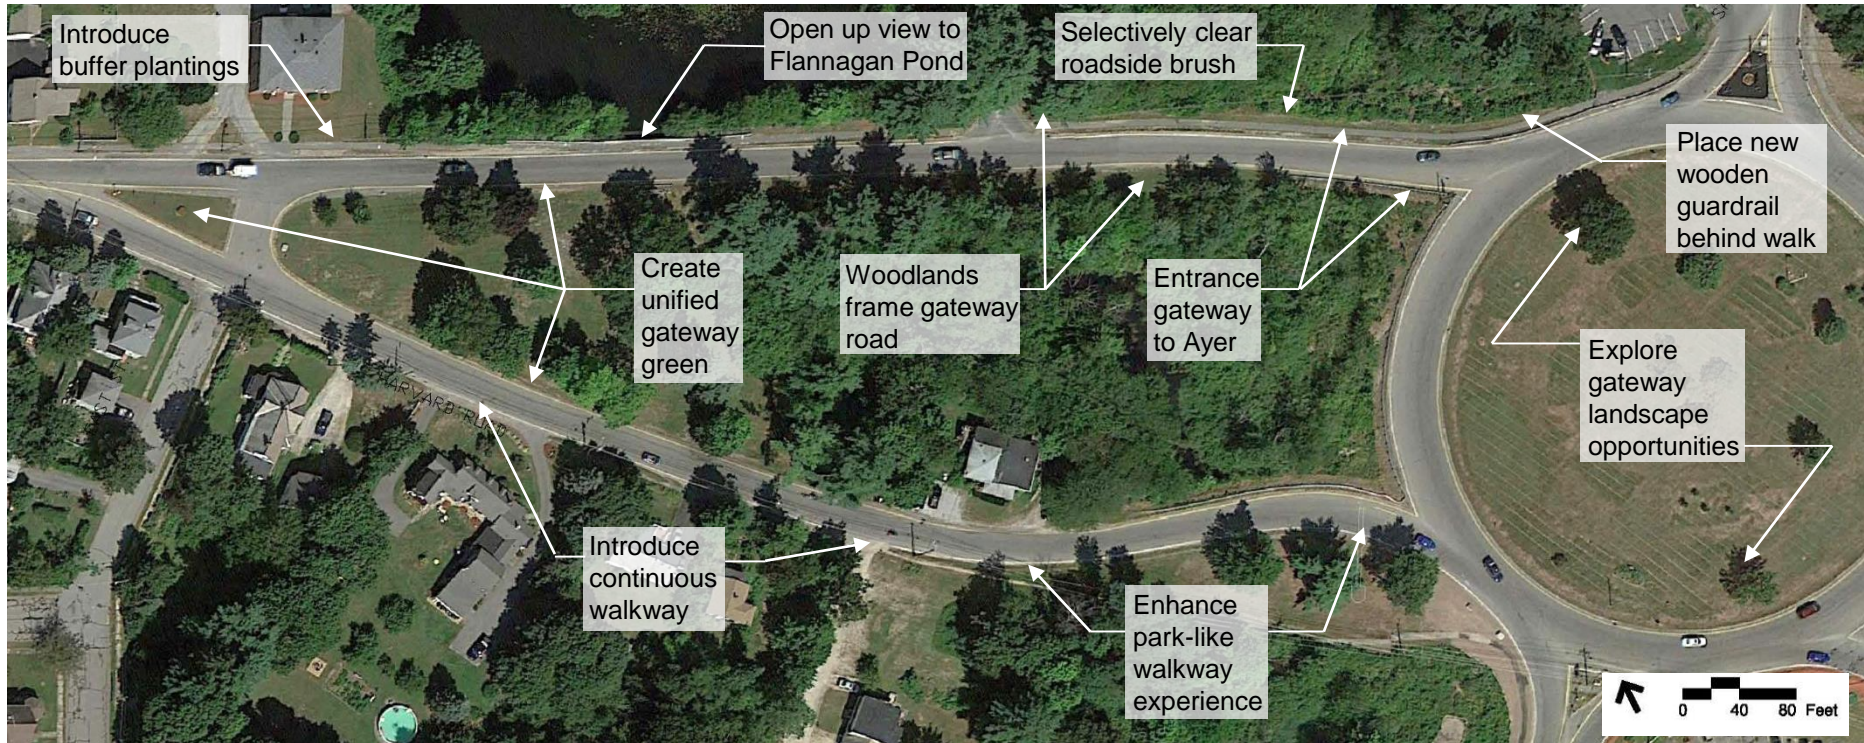 Introduce
buffer plantings
Open up view to
Flannagan Pond
Selectively clear
roadside brush
Place new
wooden
guardrail
behind walk
Create
unified
gateway
green
Woodlands
frame gateway
road
Entrance
gateway
to Ayer
Explore
gateway
landscape
opportunities
ST
HARVARD R
Introduce
continuous
walkway
Enhance
park-like
walkway
experience
0 40 80 Feet